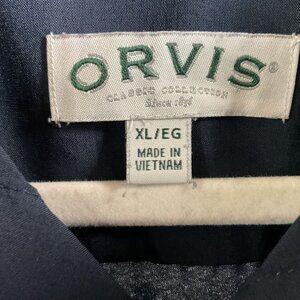 ORVIS®
CLASSIC COLLECTION
Since 1856
XL/EG
MADE IN
VIETNAM